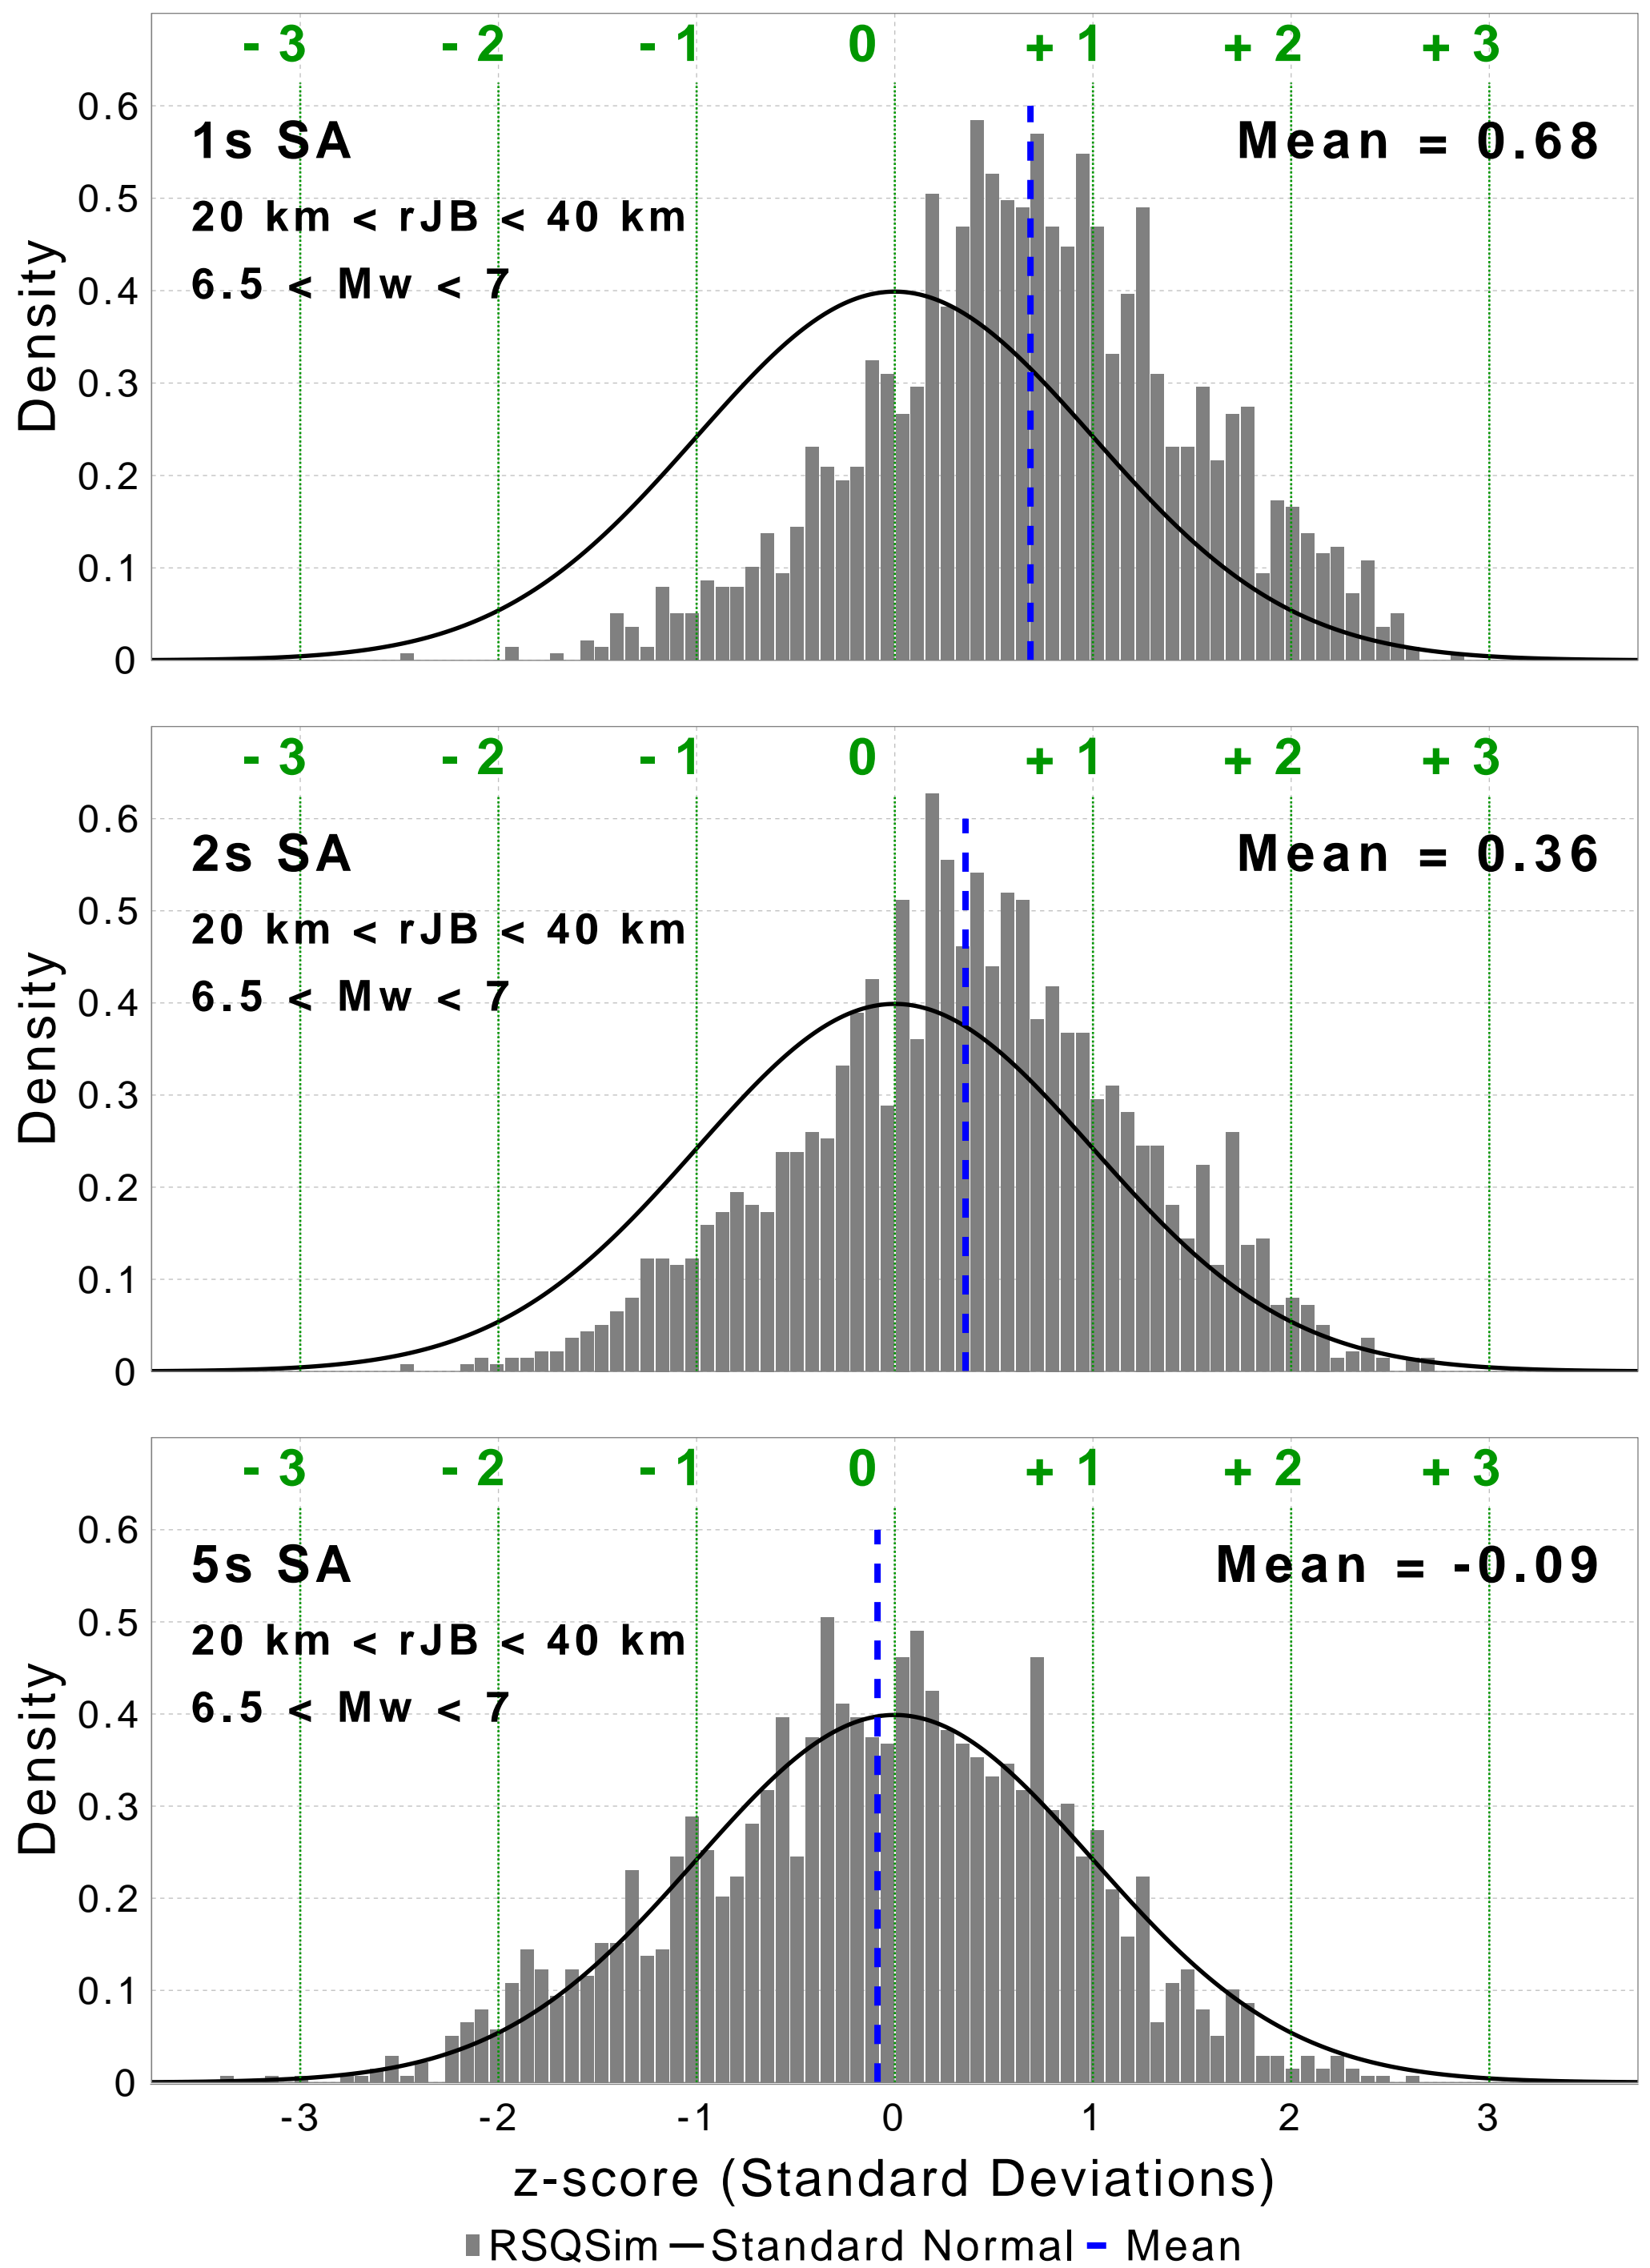 - 3 - 2 - 1 0 + 1 + 2 + 3
0.6
1s SA Mean = 0.68
0.5
20 km < rJB < 40 km
6.5 < Mw < 7
0.4
Density
0.3
0.2
0.1
0
- 3 - 2 - 1 0 + 1 + 2 + 3
0.6
2s SA Mean = 0.36
0.5
20 km < rJB < 40 km
6.5 < Mw < 7
0.4
Density
0.3
0.2
0.1
0
- 3 - 2 - 1 0 + 1 + 2 + 3
0.6
5s SA Mean = -0.09
0.5
20 km < rJB < 40 km
6.5 < Mw < 7
0.4
Density
0.3
0.2
0.1
0
-3 -2 -1 0 1 2 3
z-score (Standard Deviations)
RSQSim Standard Normal Mean